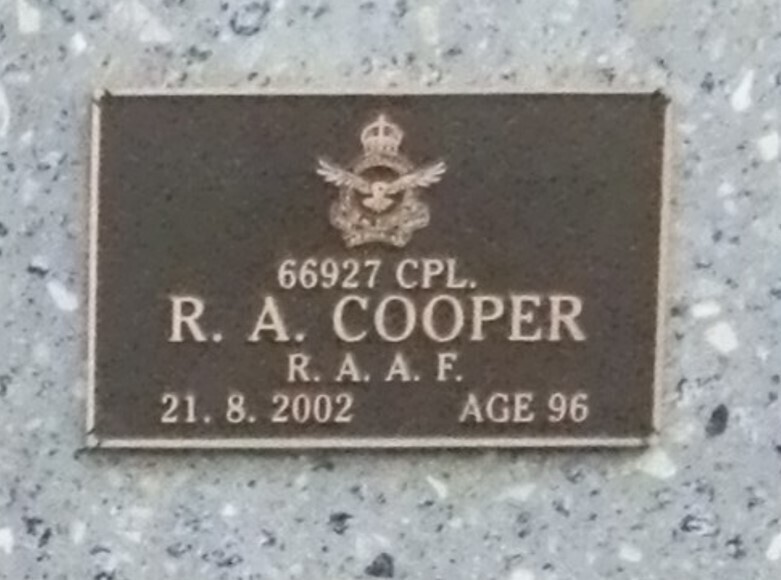 66927 CPL.
R. A. COOPER
R. A. A. F.
21. 8. 2002 AGE 96